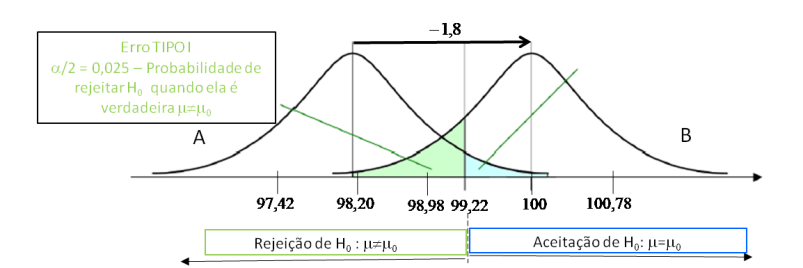 −1,8
Erro TIPO I
α/2 = 0,025 – Probabilidade de
rejeitar H₀ quando ela é
verdadeira μ≠μ₀
A
B
97,42 98,20 98,98 99,22 100 100,78
Rejeição de H₀ : μ≠μ₀
Aceitação de H₀: μ=μ₀